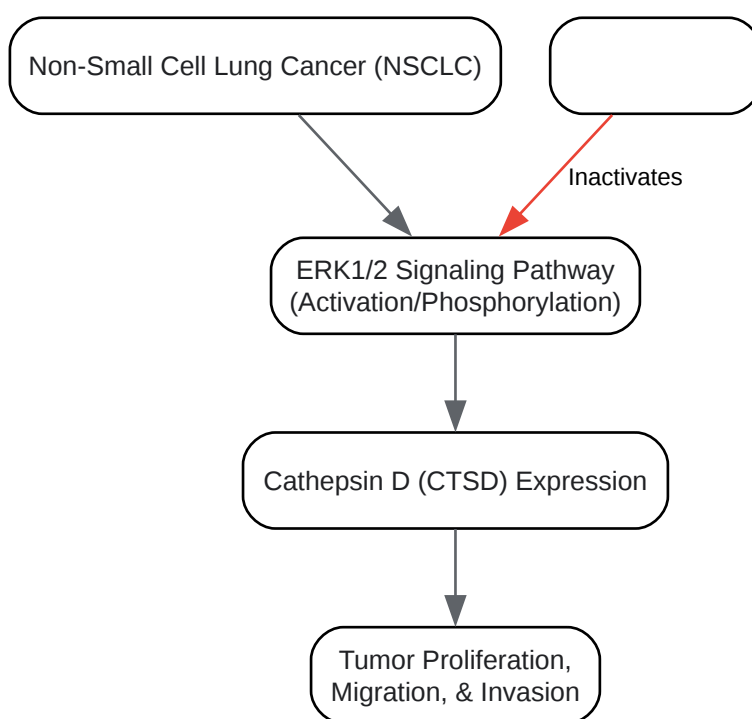 Non-Small Cell Lung Cancer (NSCLC)
Inactivates
ERK1/2 Signaling Pathway
(Activation/Phosphorylation)
Cathepsin D (CTSD) Expression
Tumor Proliferation,
Migration, & Invasion